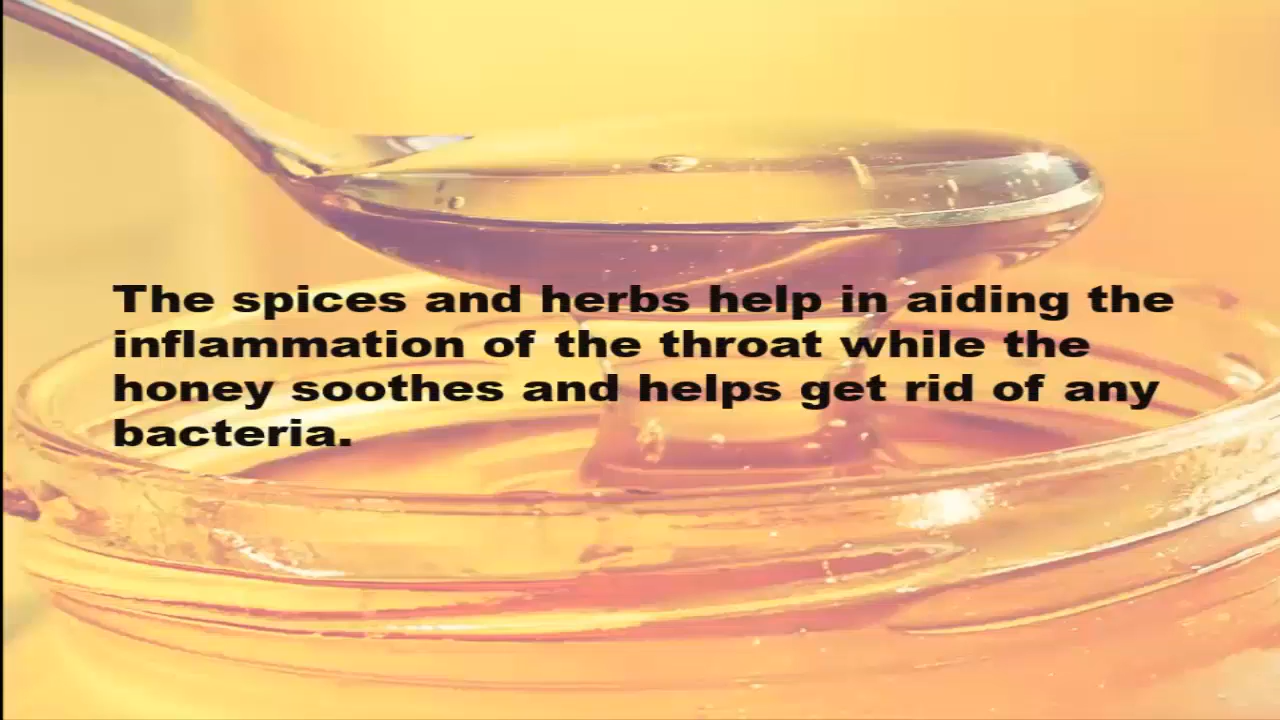 The spices and herbs help in aiding the
inflammation of the throat while the
honey soothes and helps get rid of any
bacteria.